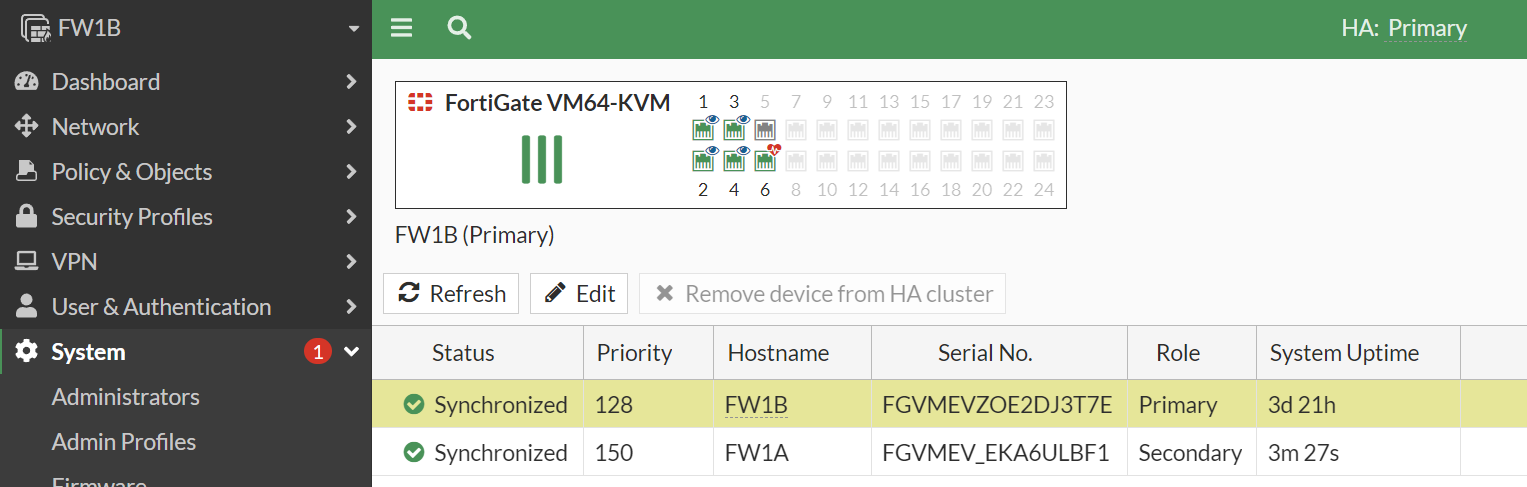 FW1B
HA: Primary
Dashboard
Network
Policy & Objects
Security Profiles
VPN
User & Authentication
System 1
Administrators
Admin Profiles
Firmware
FortiGate VM64-KVM
1 3 5 7 9 11 13 15 17 19 21 23
2 4 6 8 10 12 14 16 18 20 22 24
FW1B (Primary)
Refresh Edit Remove device from HA cluster
Status Priority Hostname Serial No. Role System Uptime
Synchronized 128 FW1B FGVMEVZOE2DJ3T7E Primary 3d 21h
Synchronized 150 FW1A FGVMEV_EKA6ULBF1 Secondary 3m 27s